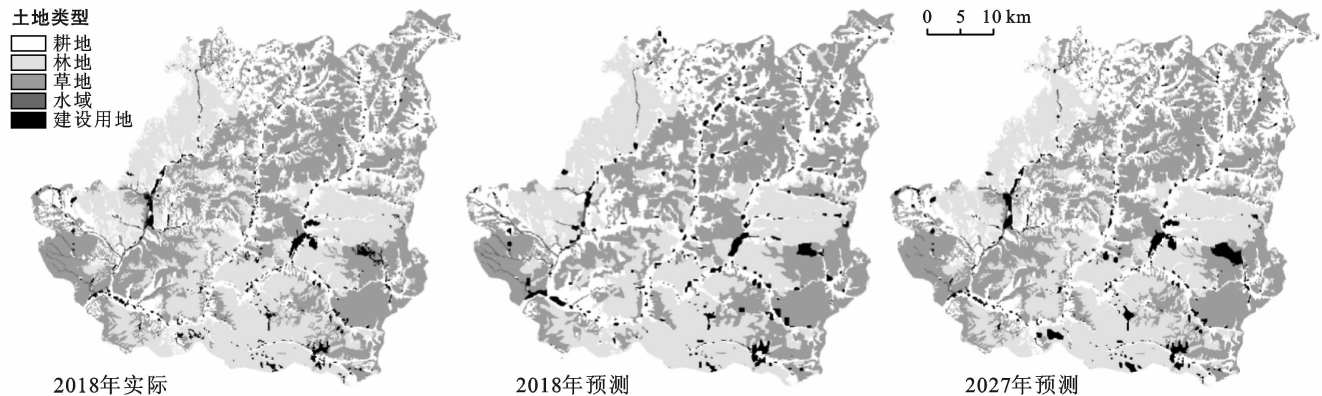 土地类型
耕地
林地
草地
水域
建设用地
0 5 10 km
2018年实际
2018年预测
2027年预测